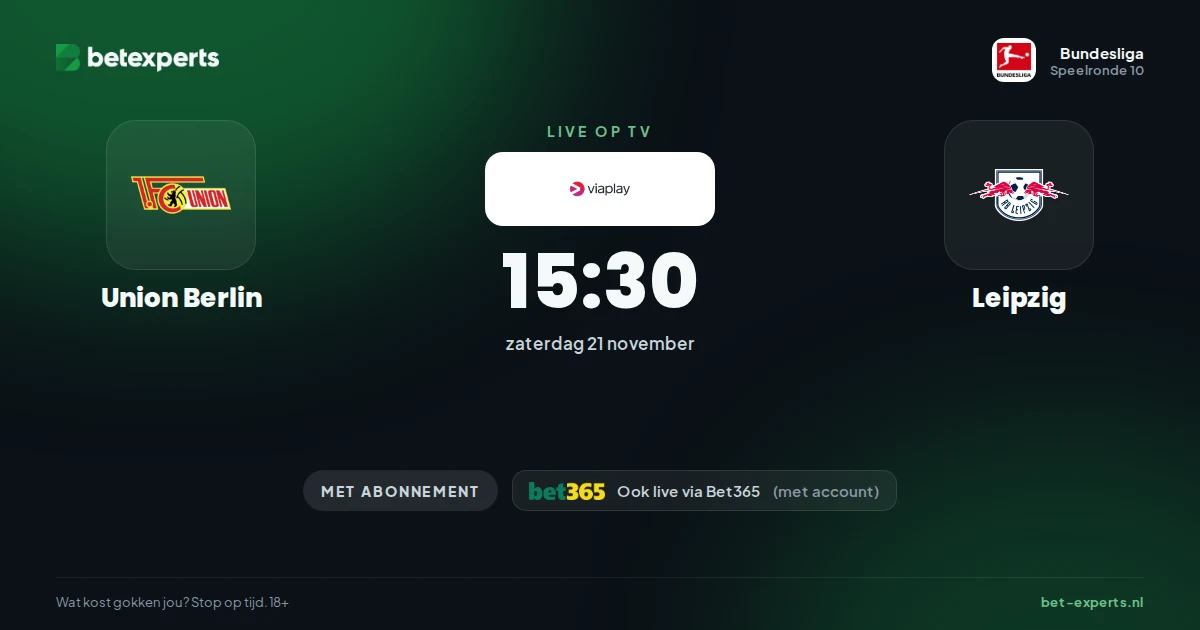 betexperts
Bundesliga
Speelronde 10
BUNDESLIGA
LIVE OP TV
viaplay
1.FC UNION
RB LEIPZIG
15:30
Union Berlin
Leipzig
zaterdag 21 november
MET ABONNEMENT
bet365 Ook live via Bet365 (met account)
Wat kost gokken jou? Stop op tijd. 18+
bet-experts.nl